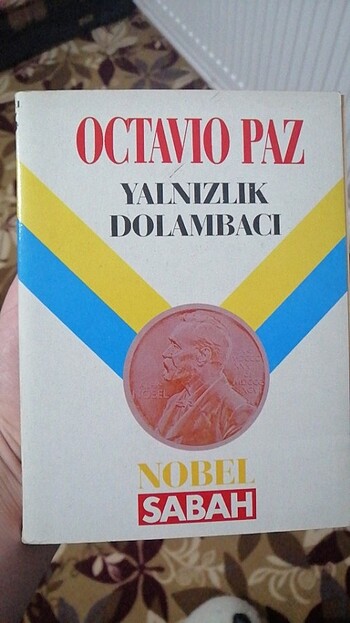 OCTAVIO PAZ
YALNIZLIK
DOLAMBACI
NOBEL
SABAH